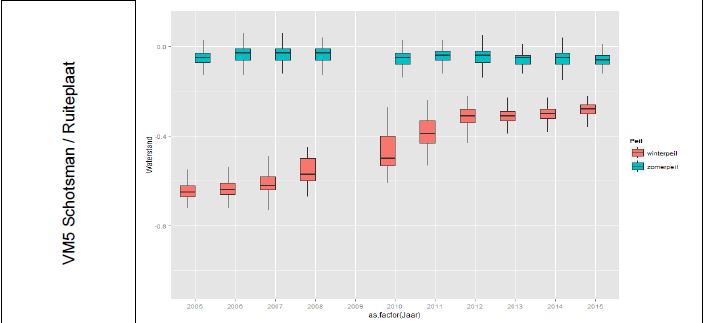 VM5 Schotsman / Ruiteplaat
Waterstand
0.0
-0.4
-0.8
2005 2006 2007 2008 2009 2010 2011 2012 2013 2014 2015
as.factor(Jaar)
Peil
winterpeil
zomerpeil